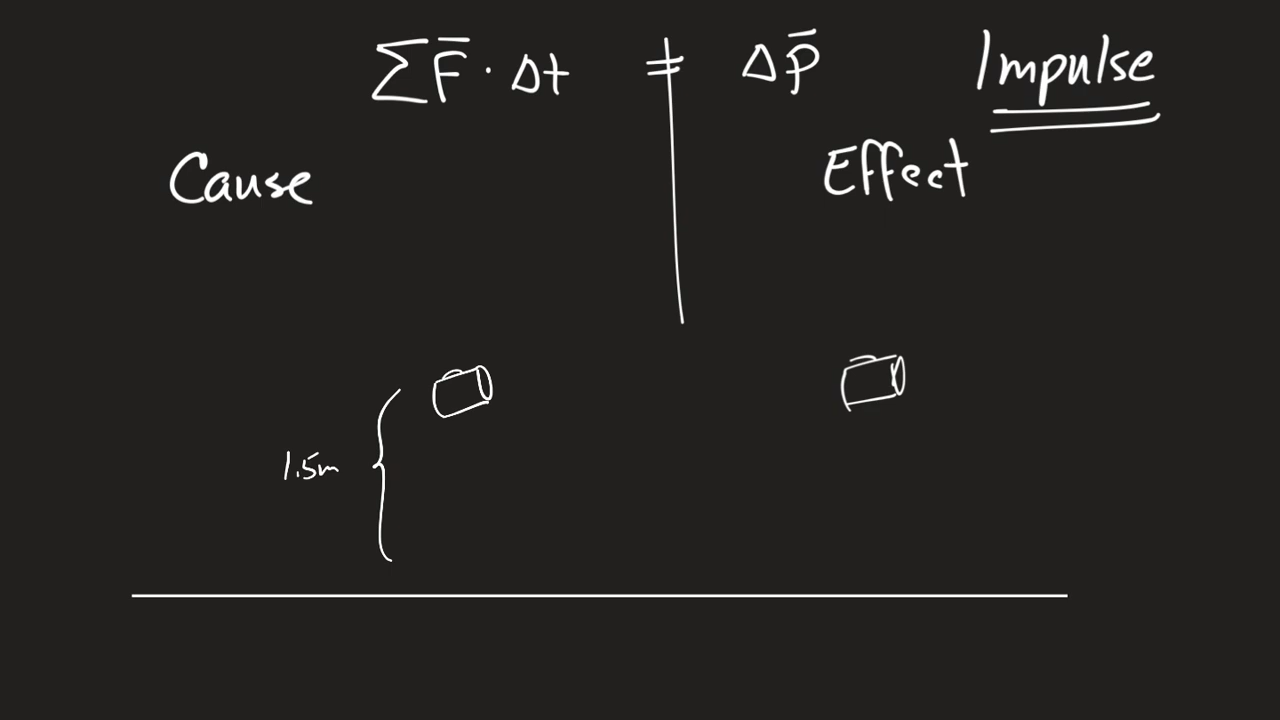 ΣF̄ · Δt = Δp̄ Impulse
Cause Effect
1.5m